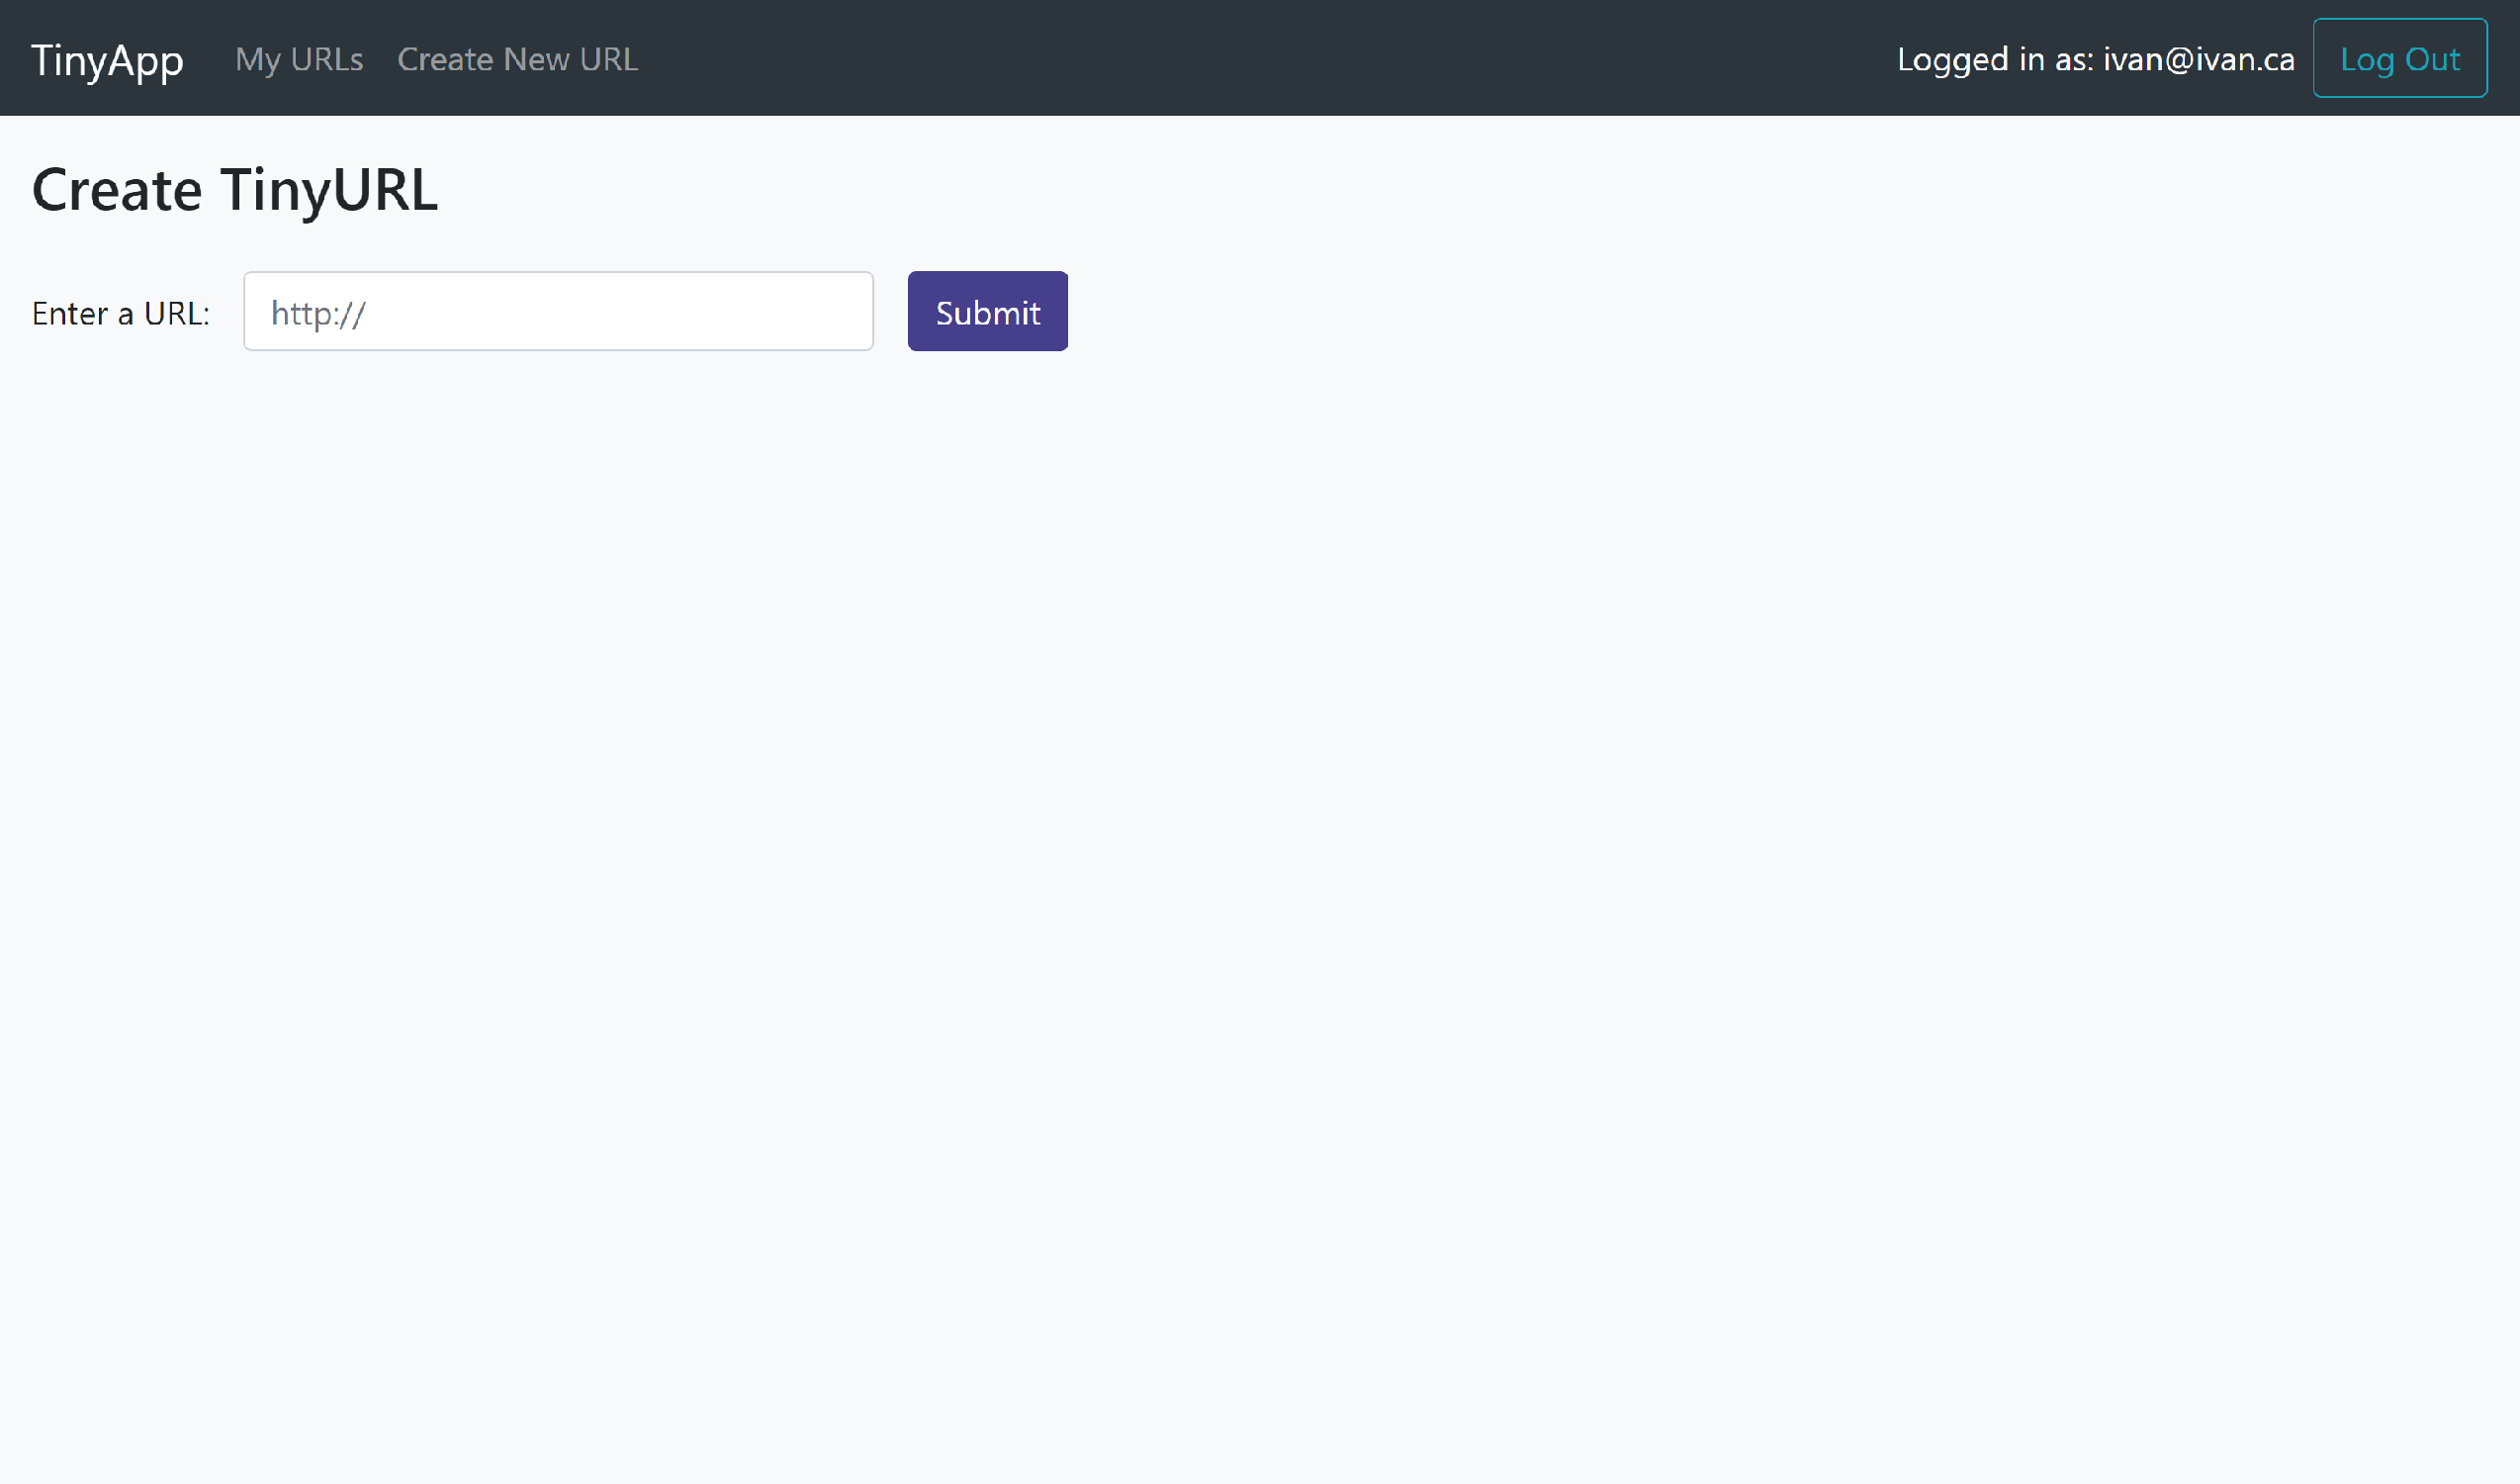 TinyApp My URLs Create New URL Logged in as: ivan@ivan.ca Log Out
Create TinyURL
Enter a URL: http:// Submit